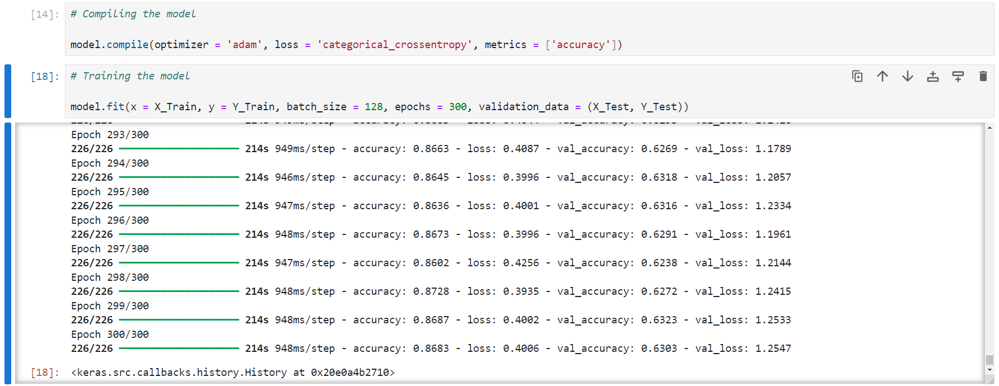 [14]: # Compiling the model
model.compile(optimizer = 'adam', loss = 'categorical_crossentropy', metrics = ['accuracy'])
[18]: # Training the model
model.fit(x = X_Train, y = Y_Train, batch_size = 128, epochs = 300, validation_data = (X_Test, Y_Test))
Epoch 293/300
226/226 ━━━━━━━━━━━━━━━━━━━━ 214s 949ms/step - accuracy: 0.8663 - loss: 0.4087 - val_accuracy: 0.6269 - val_loss: 1.1789
Epoch 294/300
226/226 ━━━━━━━━━━━━━━━━━━━━ 214s 946ms/step - accuracy: 0.8645 - loss: 0.3996 - val_accuracy: 0.6318 - val_loss: 1.2057
Epoch 295/300
226/226 ━━━━━━━━━━━━━━━━━━━━ 214s 947ms/step - accuracy: 0.8636 - loss: 0.4001 - val_accuracy: 0.6316 - val_loss: 1.2334
Epoch 296/300
226/226 ━━━━━━━━━━━━━━━━━━━━ 214s 948ms/step - accuracy: 0.8673 - loss: 0.3996 - val_accuracy: 0.6291 - val_loss: 1.1961
Epoch 297/300
226/226 ━━━━━━━━━━━━━━━━━━━━ 214s 947ms/step - accuracy: 0.8602 - loss: 0.4256 - val_accuracy: 0.6238 - val_loss: 1.2144
Epoch 298/300
226/226 ━━━━━━━━━━━━━━━━━━━━ 214s 948ms/step - accuracy: 0.8728 - loss: 0.3935 - val_accuracy: 0.6272 - val_loss: 1.2415
Epoch 299/300
226/226 ━━━━━━━━━━━━━━━━━━━━ 214s 948ms/step - accuracy: 0.8687 - loss: 0.4002 - val_accuracy: 0.6323 - val_loss: 1.2533
Epoch 300/300
226/226 ━━━━━━━━━━━━━━━━━━━━ 214s 948ms/step - accuracy: 0.8683 - loss: 0.4006 - val_accuracy: 0.6303 - val_loss: 1.2547
[18]: <keras.src.callbacks.history.History at 0x20e0a4b2710>